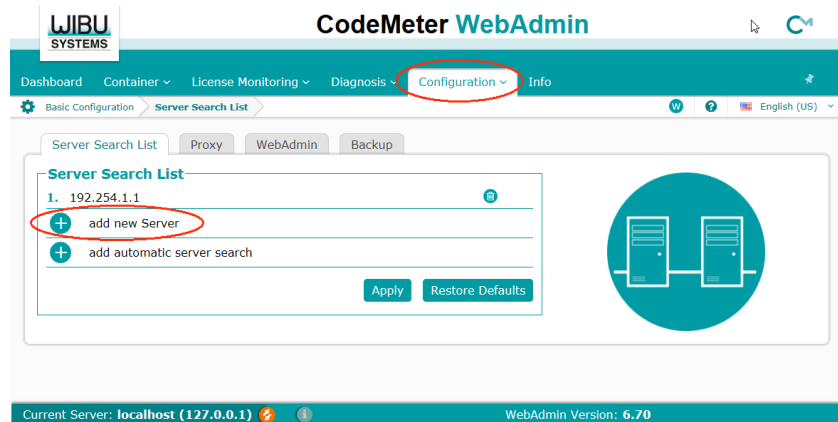 WIBU
SYSTEMS
CodeMeter WebAdmin
Dashboard Container License Monitoring Diagnosis Configuration Info
Basic Configuration Server Search List W ? English (US)
Server Search List Proxy WebAdmin Backup
Server Search List
1. 192.254.1.1
add new Server
add automatic server search
Apply Restore Defaults
Current Server: localhost (127.0.0.1) WebAdmin Version: 6.70